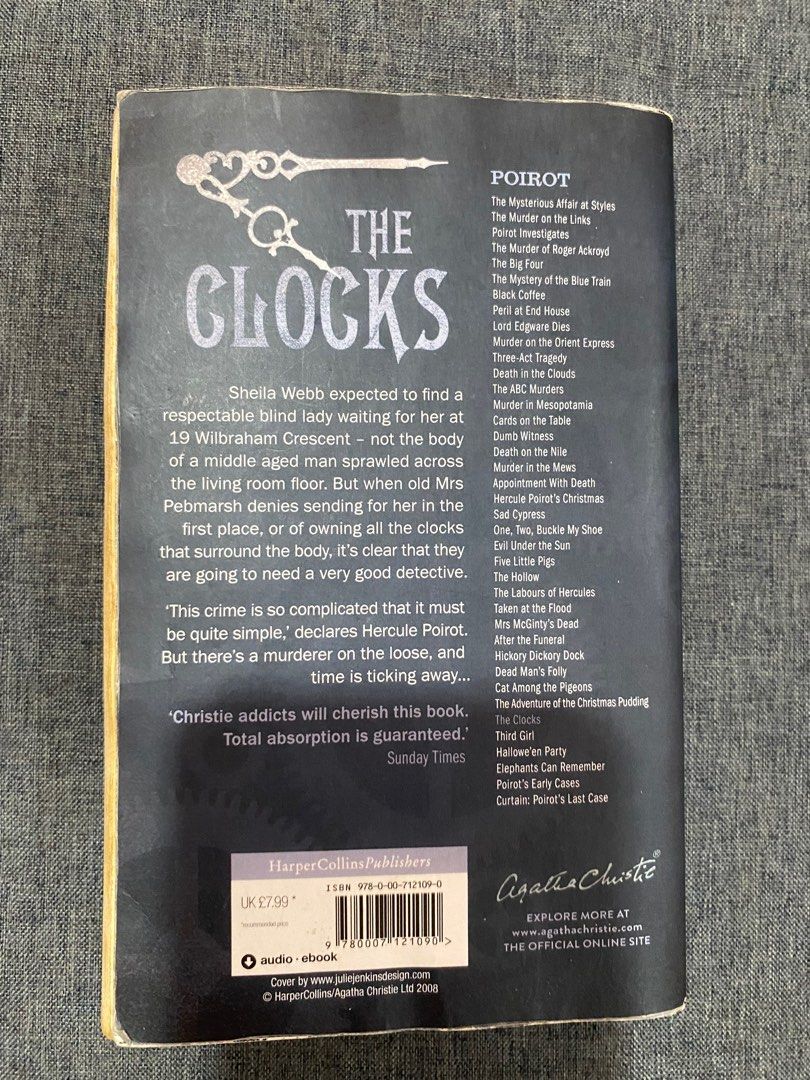 THE
CLOCKS
Sheila Webb expected to find a
respectable blind lady waiting for her at
19 Wilbraham Crescent – not the body
of a middle aged man sprawled across
the living room floor. But when old Mrs
Pebmarsh denies sending for her in the
first place, or of owning all the clocks
that surround the body, it's clear that they
are going to need a very good detective.
'This crime is so complicated that it must
be quite simple,' declares Hercule Poirot.
But there's a murderer on the loose, and
time is ticking away...
'Christie addicts will cherish this book.
Total absorption is guaranteed.'
Sunday Times
POIROT
The Mysterious Affair at Styles
The Murder on the Links
Poirot Investigates
The Murder of Roger Ackroyd
The Big Four
The Mystery of the Blue Train
Black Coffee
Peril at End House
Lord Edgware Dies
Murder on the Orient Express
Three-Act Tragedy
Death in the Clouds
The ABC Murders
Murder in Mesopotamia
Cards on the Table
Dumb Witness
Death on the Nile
Murder in the Mews
Appointment With Death
Hercule Poirot's Christmas
Sad Cypress
One, Two, Buckle My Shoe
Evil Under the Sun
Five Little Pigs
The Hollow
The Labours of Hercules
Taken at the Flood
Mrs McGinty's Dead
After the Funeral
Hickory Dickory Dock
Dead Man's Folly
Cat Among the Pigeons
The Adventure of the Christmas Pudding
The Clocks
Third Girl
Hallowe'en Party
Elephants Can Remember
Poirot's Early Cases
Curtain: Poirot's Last Case
HarperCollinsPublishers
ISBN 978-0-00-712109-0
UK £7.99 *
*recommended price
9 780007 121090 >
audio · ebook
Cover by www.juliejenkinsdesign.com
© HarperCollins/Agatha Christie Ltd 2008
Agatha Christie®
EXPLORE MORE AT
www.agathachristie.com
THE OFFICIAL ONLINE SITE